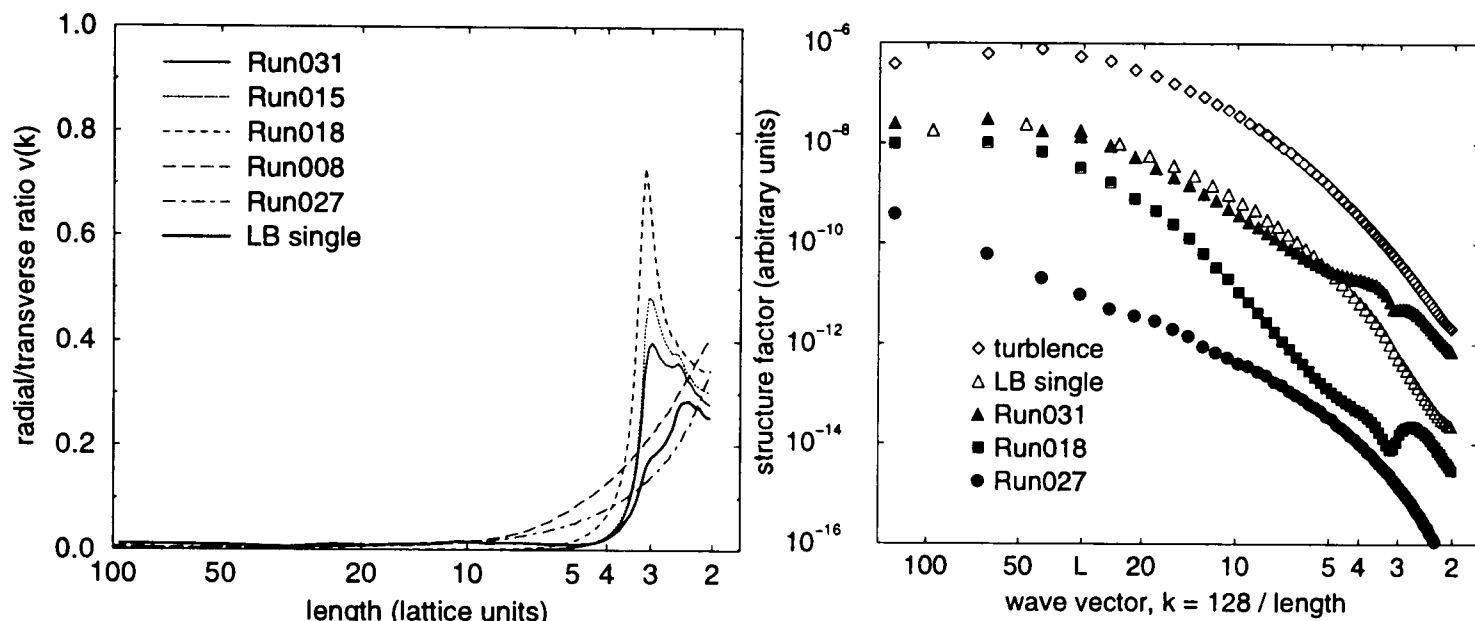 1.0
0.8
0.6
0.4
0.2
0.0
radial/transverse ratio v(k)
Run031
Run015
Run018
Run008
Run027
LB single
100 50 20 10 5 4 3 2
length (lattice units)
10⁻⁶
10⁻⁸
10⁻¹⁰
10⁻¹²
10⁻¹⁴
10⁻¹⁶
structure factor (arbitrary units)
turblence
LB single
Run031
Run018
Run027
100 50 L 20 10 5 4 3 2
wave vector, k = 128 / length